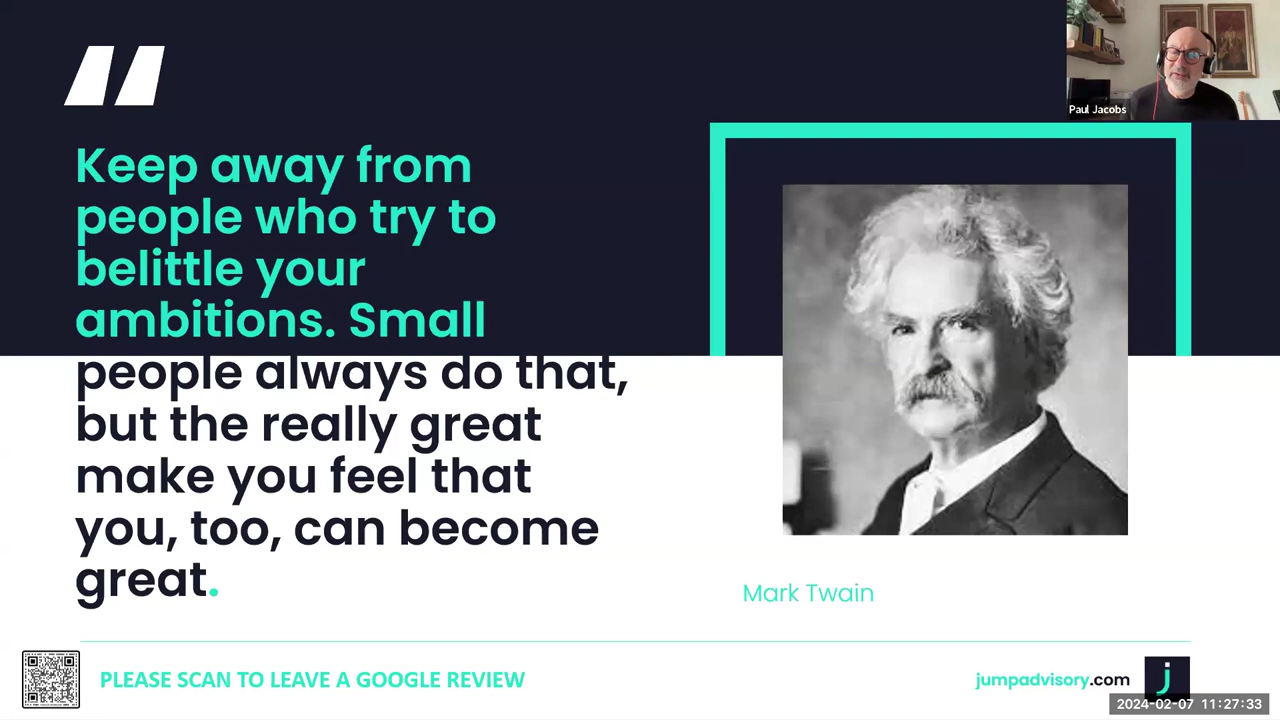 Paul Jacobs
Keep away from
people who try to
belittle your
ambitions. Small
people always do that,
but the really great
make you feel that
you, too, can become
great.
Mark Twain
PLEASE SCAN TO LEAVE A GOOGLE REVIEW
jumpadvisory.com
j
2024-02-07 11:27:33